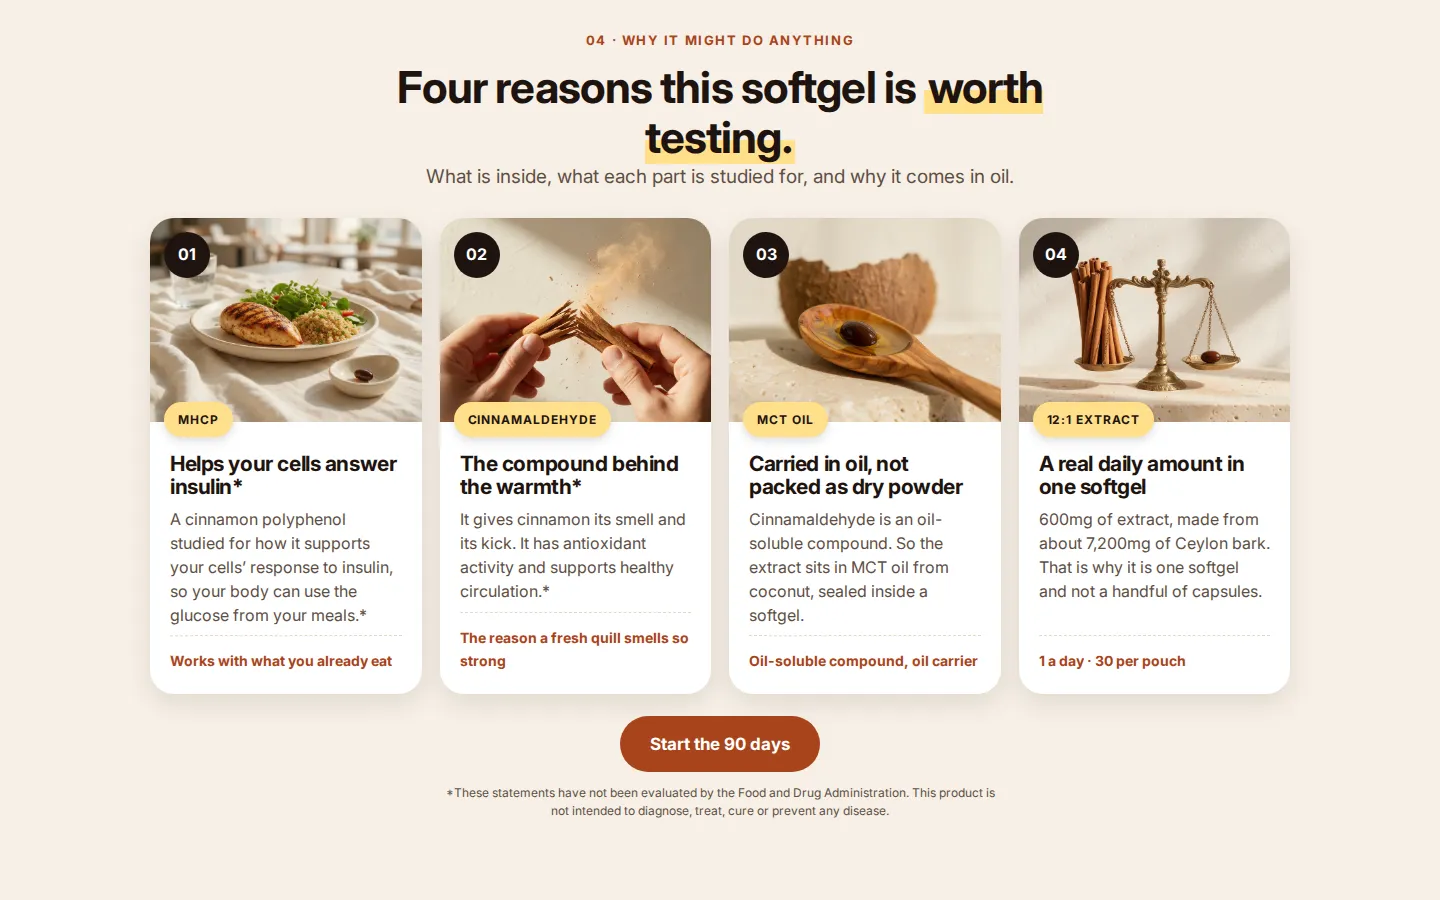 04 · WHY IT MIGHT DO ANYTHING
Four reasons this softgel is worth
testing.
What is inside, what each part is studied for, and why it comes in oil.
01
MHCP
Helps your cells answer
insulin*
A cinnamon polyphenol
studied for how it supports
your cells’ response to insulin,
so your body can use the
glucose from your meals.*
Works with what you already eat
02
CINNAMALDEHYDE
The compound behind
the warmth*
It gives cinnamon its smell and
its kick. It has antioxidant
activity and supports healthy
circulation.*
The reason a fresh quill smells so
strong
03
MCT OIL
Carried in oil, not
packed as dry powder
Cinnamaldehyde is an oil-
soluble compound. So the
extract sits in MCT oil from
coconut, sealed inside a
softgel.
Oil-soluble compound, oil carrier
04
12:1 EXTRACT
A real daily amount in
one softgel
600mg of extract, made from
about 7,200mg of Ceylon bark.
That is why it is one softgel
and not a handful of capsules.
1 a day · 30 per pouch
Start the 90 days
*These statements have not been evaluated by the Food and Drug Administration. This product is
not intended to diagnose, treat, cure or prevent any disease.